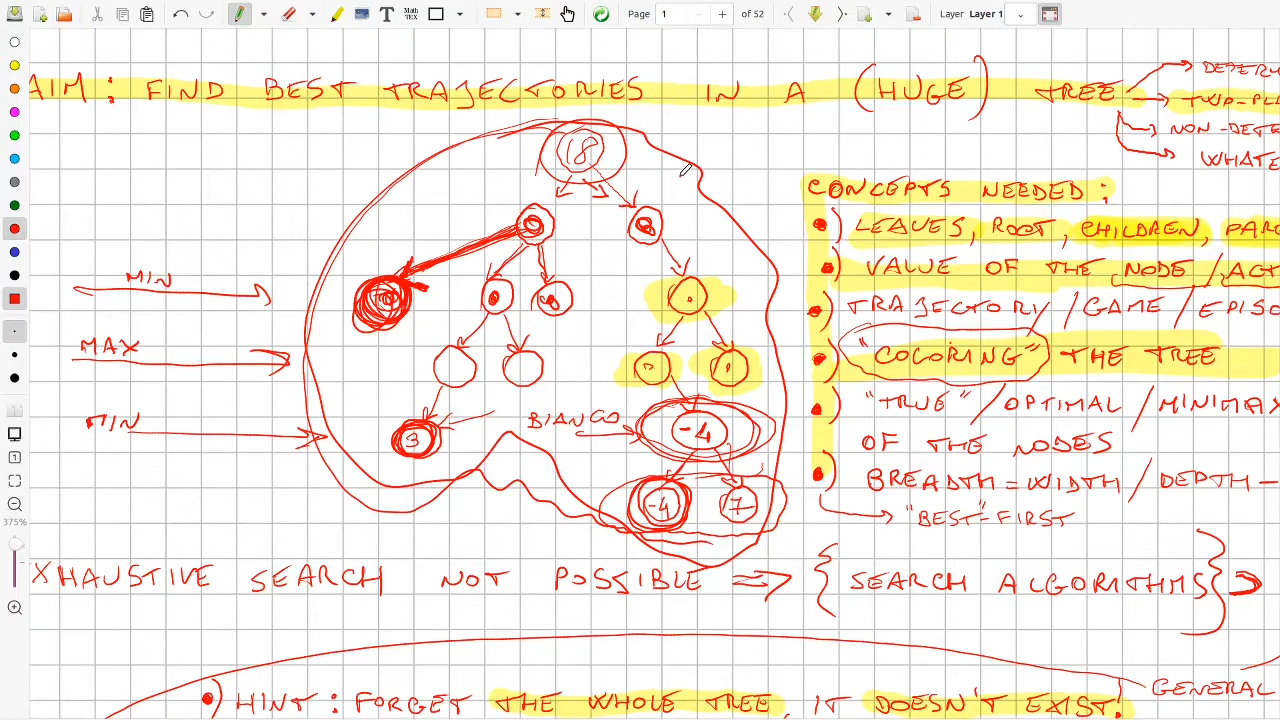 Page 1 of 52 Layer Layer 1
AIM: FIND BEST TRAJECTORIES IN A (HUGE) TREE
DETER
TWO-PL
NON-DETE
WHATE
18
CONCEPTS NEEDED:
•) LEAVES, ROOT, CHILDREN, PAR
•) VALUE OF THE NODE / ACT
•) TRAJECTORY / GAME / EPISO
•) "COLORING" THE TREE
•) "TRUE" / OPTIMAL / MINIMAX
OF THE NODES
•) BREADTH = WIDTH / DEPTH -
"BEST"-FIRST
MIN
MAX
MIN
3
BIANCO
-4
-4 17
375%
XHAUSTIVE SEARCH NOT POSSIBLE => {SEARCH ALGORITHMS}
GENERAL
•) HINT: FORGET THE WHOLE TREE, IT DOESN'T EXIST!